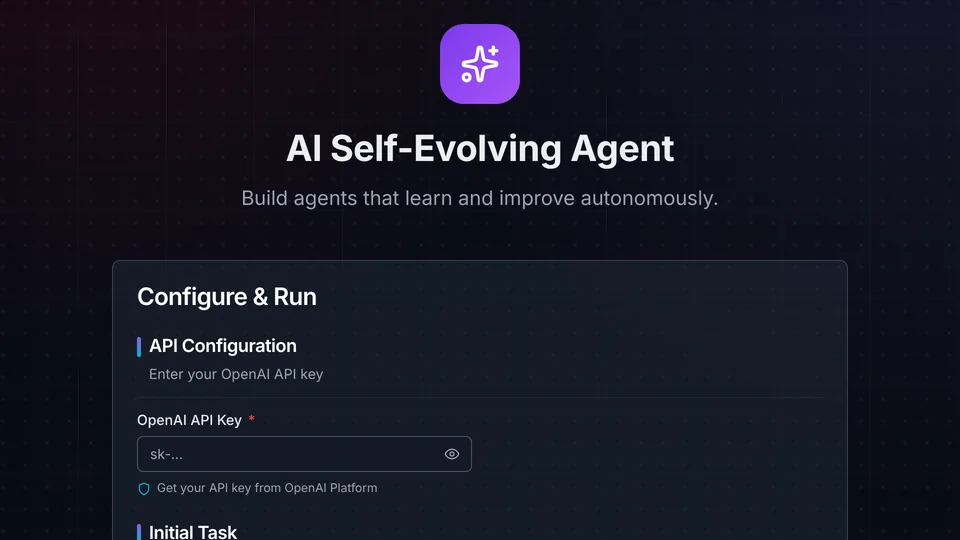 AI Self-Evolving Agent
Build agents that learn and improve autonomously.
Configure & Run
API Configuration
Enter your OpenAI API key
OpenAI API Key *
sk-...
Get your API key from OpenAI Platform
Initial Task